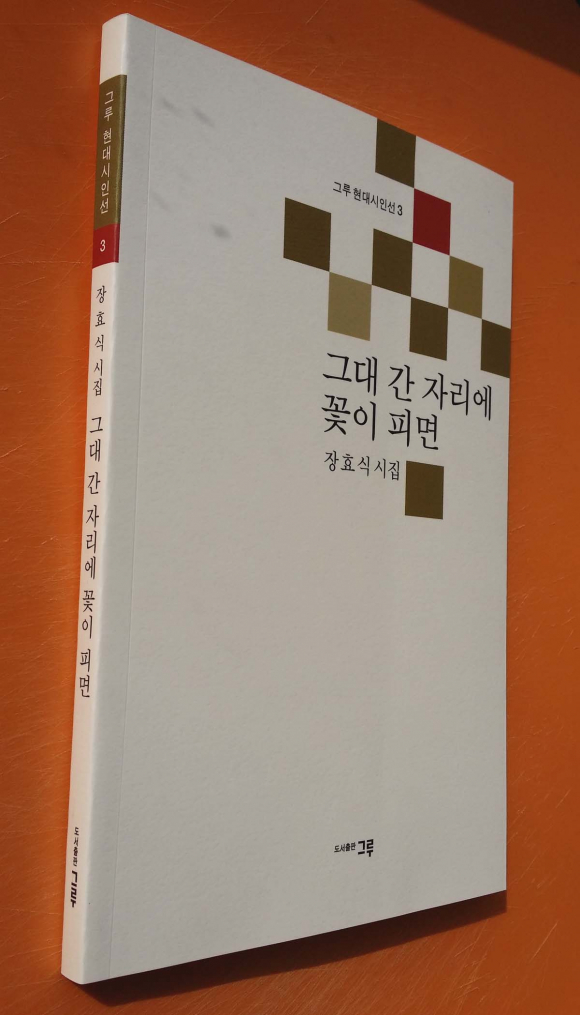 그루 현대시인선 3
장효식 시집 그대 간 자리에 꽃이 피면
도서출판 그루
그루 현대시인선 3
그대 간 자리에
꽃이 피면
장효식 시집
도서출판 그루